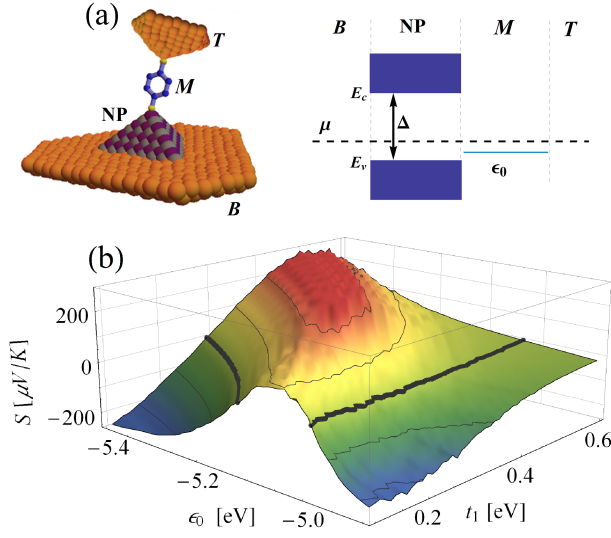 (a)
T
M
NP
B
B NP M T
E_c
μ
Δ
E_v
ϵ_0
(b)
200
0
−200
S [μV/K]
−5.4
−5.2
−5.0
ϵ_0 [eV]
0.2
0.4
0.6
t_1 [eV]